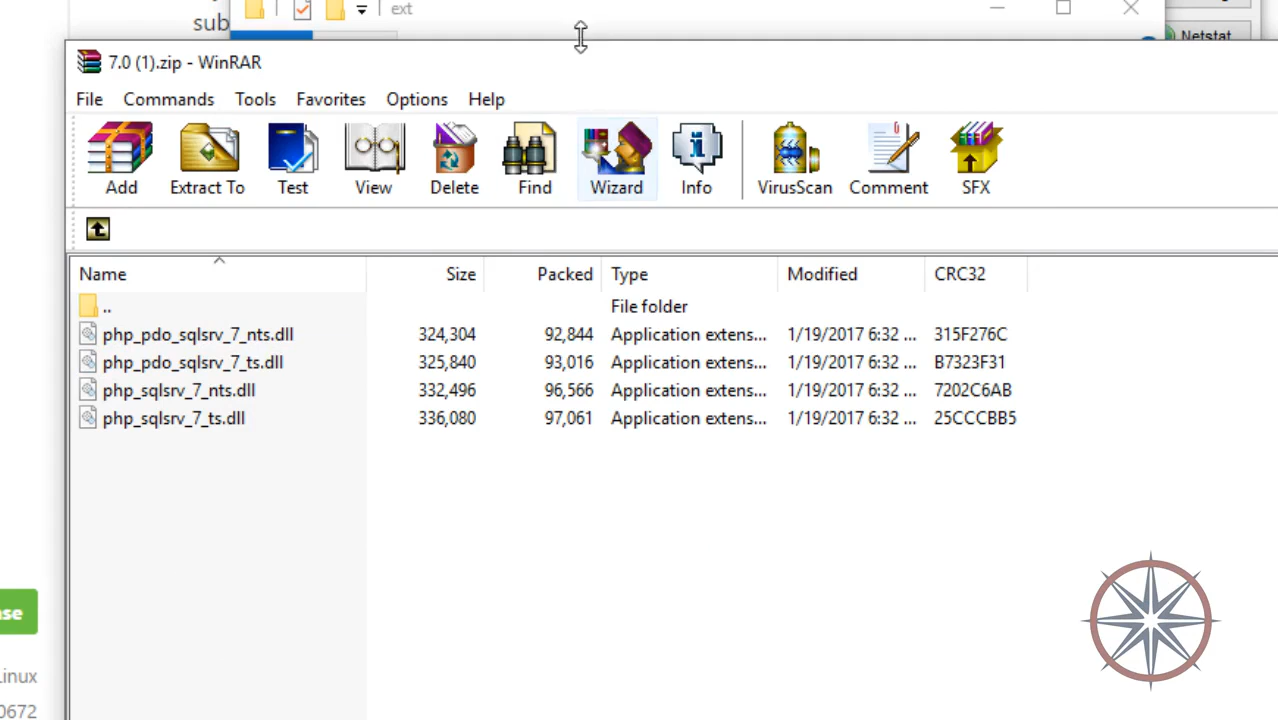 sub
ext
Netstat
7.0 (1).zip - WinRAR
File Commands Tools Favorites Options Help
Add Extract To Test View Delete Find Wizard Info VirusScan Comment SFX
Name Size Packed Type Modified CRC32
.. File folder
php_pdo_sqlsrv_7_nts.dll 324,304 92,844 Application extens... 1/19/2017 6:32 ... 315F276C
php_pdo_sqlsrv_7_ts.dll 325,840 93,016 Application extens... 1/19/2017 6:32 ... B7323F31
php_sqlsrv_7_nts.dll 332,496 96,566 Application extens... 1/19/2017 6:32 ... 7202C6AB
php_sqlsrv_7_ts.dll 336,080 97,061 Application extens... 1/19/2017 6:32 ... 25CCCBB5
se
inux
0672